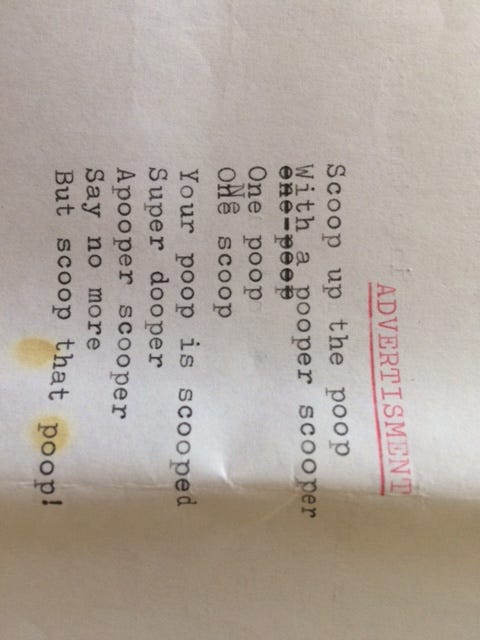 ADVERTISMENT
Scoop up the poop
With a pooper scooper
One poop
One scoop
Your poop is scooped
Super dooper
Apooper scooper
Say no more
But scoop that poop!